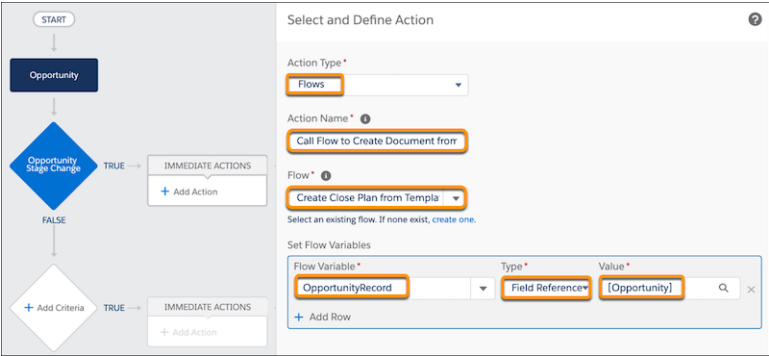 START
Opportunity
Opportunity
Stage Change
TRUE
IMMEDIATE ACTIONS
+ Add Action
FALSE
+ Add Criteria
TRUE
IMMEDIATE ACTIONS
+ Add Action
Select and Define Action
?
Action Type*
Flows
Action Name* i
Call Flow to Create Document from
Flow* i
Create Close Plan from Templa
Select an existing flow. If none exist, create one.
Set Flow Variables
Flow Variable* Type* Value*
OpportunityRecord Field Reference [Opportunity] ×
+ Add Row